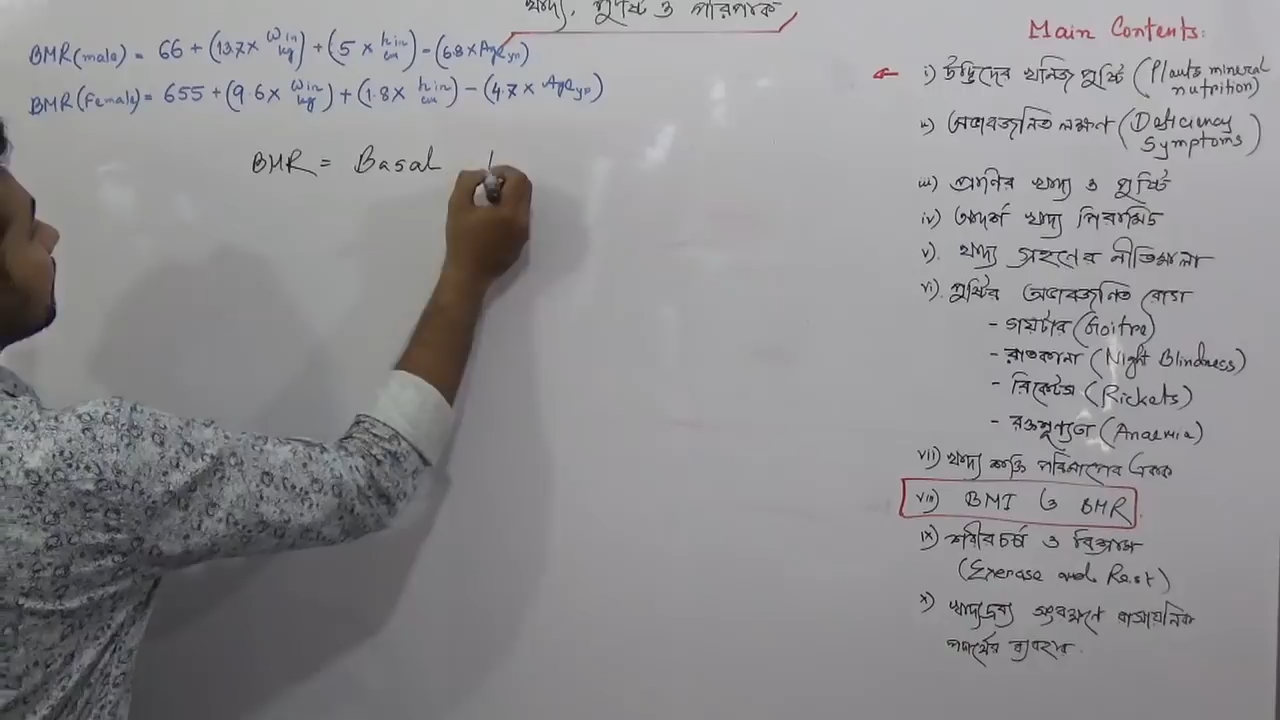 খাদ্য, পুষ্টি ও পরিপাক
BMR(male) = 66 + (13.7 × W in kg) + (5 × h in cm) - (6.8 × Age yr)
BMR(Female) = 655 + (9.6 × W in kg) + (1.8 × h in cm) - (4.7 × Age yr)
BMR = Basal
Main Contents:
i) উদ্ভিদের খনিজ পুষ্টি (Plants mineral nutrition)
ii) অভাবজনিত লক্ষণ (Deficiency Symptoms)
iii) প্রাণির খাদ্য ও পুষ্টি
iv) আদর্শ খাদ্য পিরামিড
v). খাদ্য গ্রহণের নীতিমালা
vi). পুষ্টির অভাবজনিত রোগ
- গয়টার (Goitre)
- রাতকানা (Night Blindness)
- রিকেটস (Rickets)
- রক্তশূণ্যতা (Anaemia)
vii) খাদ্য শক্তি পরিমাপের একক
viii) BMI ও BMR
ix) শরীরচর্চা ও বিশ্রাম
(Exercise and Rest)
x) খাদ্যদ্রব্য সংরক্ষণে রাসায়নিক
পদার্থের ব্যবহার.